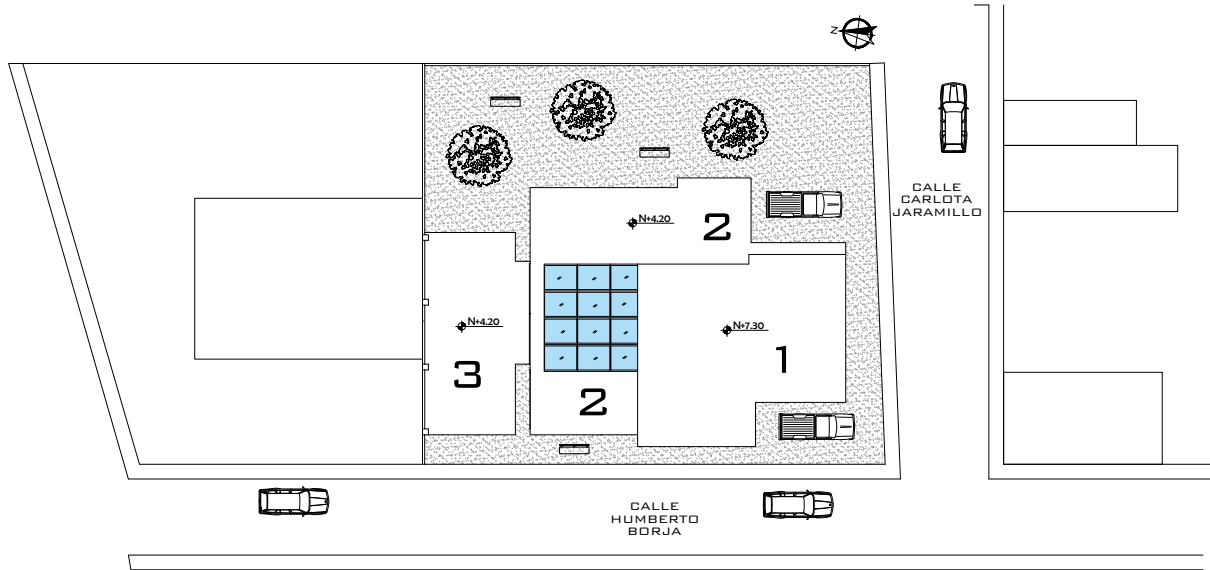 Z
CALLE
CARLOTA
JARAMILLO
N+4.20
2
N+4.20
N+7.30
1
3
2
CALLE
HUMBERTO
BORJA